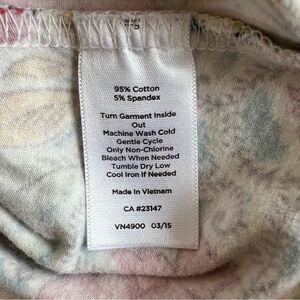 95% Cotton
5% Spandex
Turn Garment Inside
Out
Machine Wash Cold
Gentle Cycle
Only Non-Chlorine
Bleach When Needed
Tumble Dry Low
Cool Iron If Needed
Made in Vietnam
CA #23147
VN4900 03/15